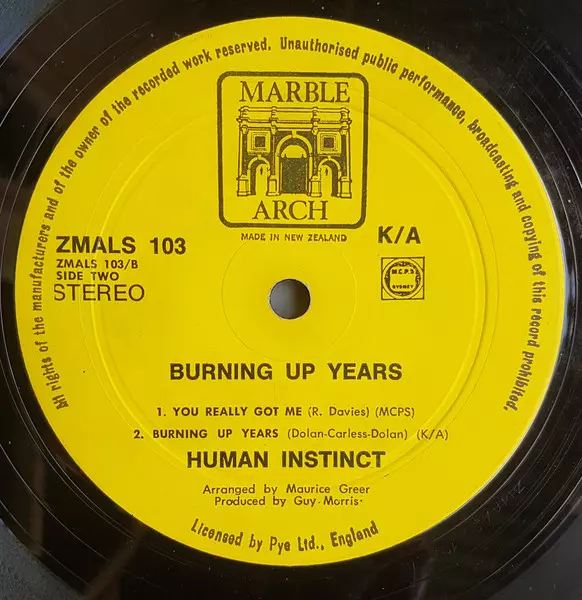 All rights of the manufacturers and of the owner of the recorded work reserved. Unauthorised public performance, broadcasting and copying of this record prohibited.
MARBLE
ARCH
MADE IN NEW ZEALAND
ZMALS 103
K/A
ZMALS 103/B
SIDE TWO
STEREO
M.C.P.S
SYDNEY
BURNING UP YEARS
1. YOU REALLY GOT ME (R. Davies) (MCPS)
2. BURNING UP YEARS (Dolan-Carless-Dolan) (K/A)
HUMAN INSTINCT
Arranged by Maurice Greer
Produced by Guy Morris
Licensed by Pye Ltd., England